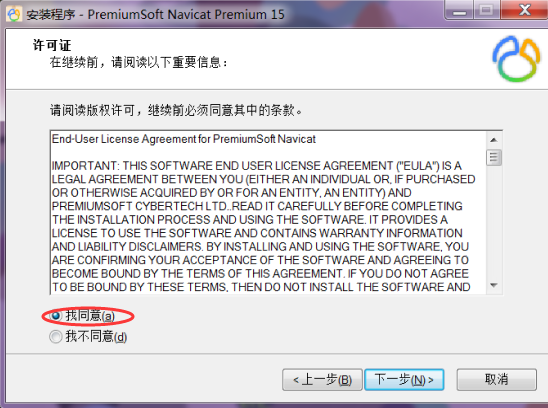 安装程序 - PremiumSoft Navicat Premium 15
许可证
在继续前，请阅读以下重要信息：
请阅读版权许可，继续前必须同意其中的条款。
End-User License Agreement for PremiumSoft Navicat
IMPORTANT: THIS SOFTWARE END USER LICENSE AGREEMENT ("EULA") IS A
LEGAL AGREEMENT BETWEEN YOU (EITHER AN INDIVIDUAL OR, IF PURCHASED
OR OTHERWISE ACQUIRED BY OR FOR AN ENTITY, AN ENTITY) AND
PREMIUMSOFT CYBERTECH LTD..READ IT CAREFULLY BEFORE COMPLETING
THE INSTALLATION PROCESS AND USING THE SOFTWARE. IT PROVIDES A
LICENSE TO USE THE SOFTWARE AND CONTAINS WARRANTY INFORMATION
AND LIABILITY DISCLAIMERS. BY INSTALLING AND USING THE SOFTWARE, YOU
ARE CONFIRMING YOUR ACCEPTANCE OF THE SOFTWARE AND AGREEING TO
BECOME BOUND BY THE TERMS OF THIS AGREEMENT. IF YOU DO NOT AGREE
TO BE BOUND BY THESE TERMS, THEN DO NOT INSTALL THE SOFTWARE AND
我同意(a)
我不同意(d)
<上一步(B) 下一步(N)> 取消